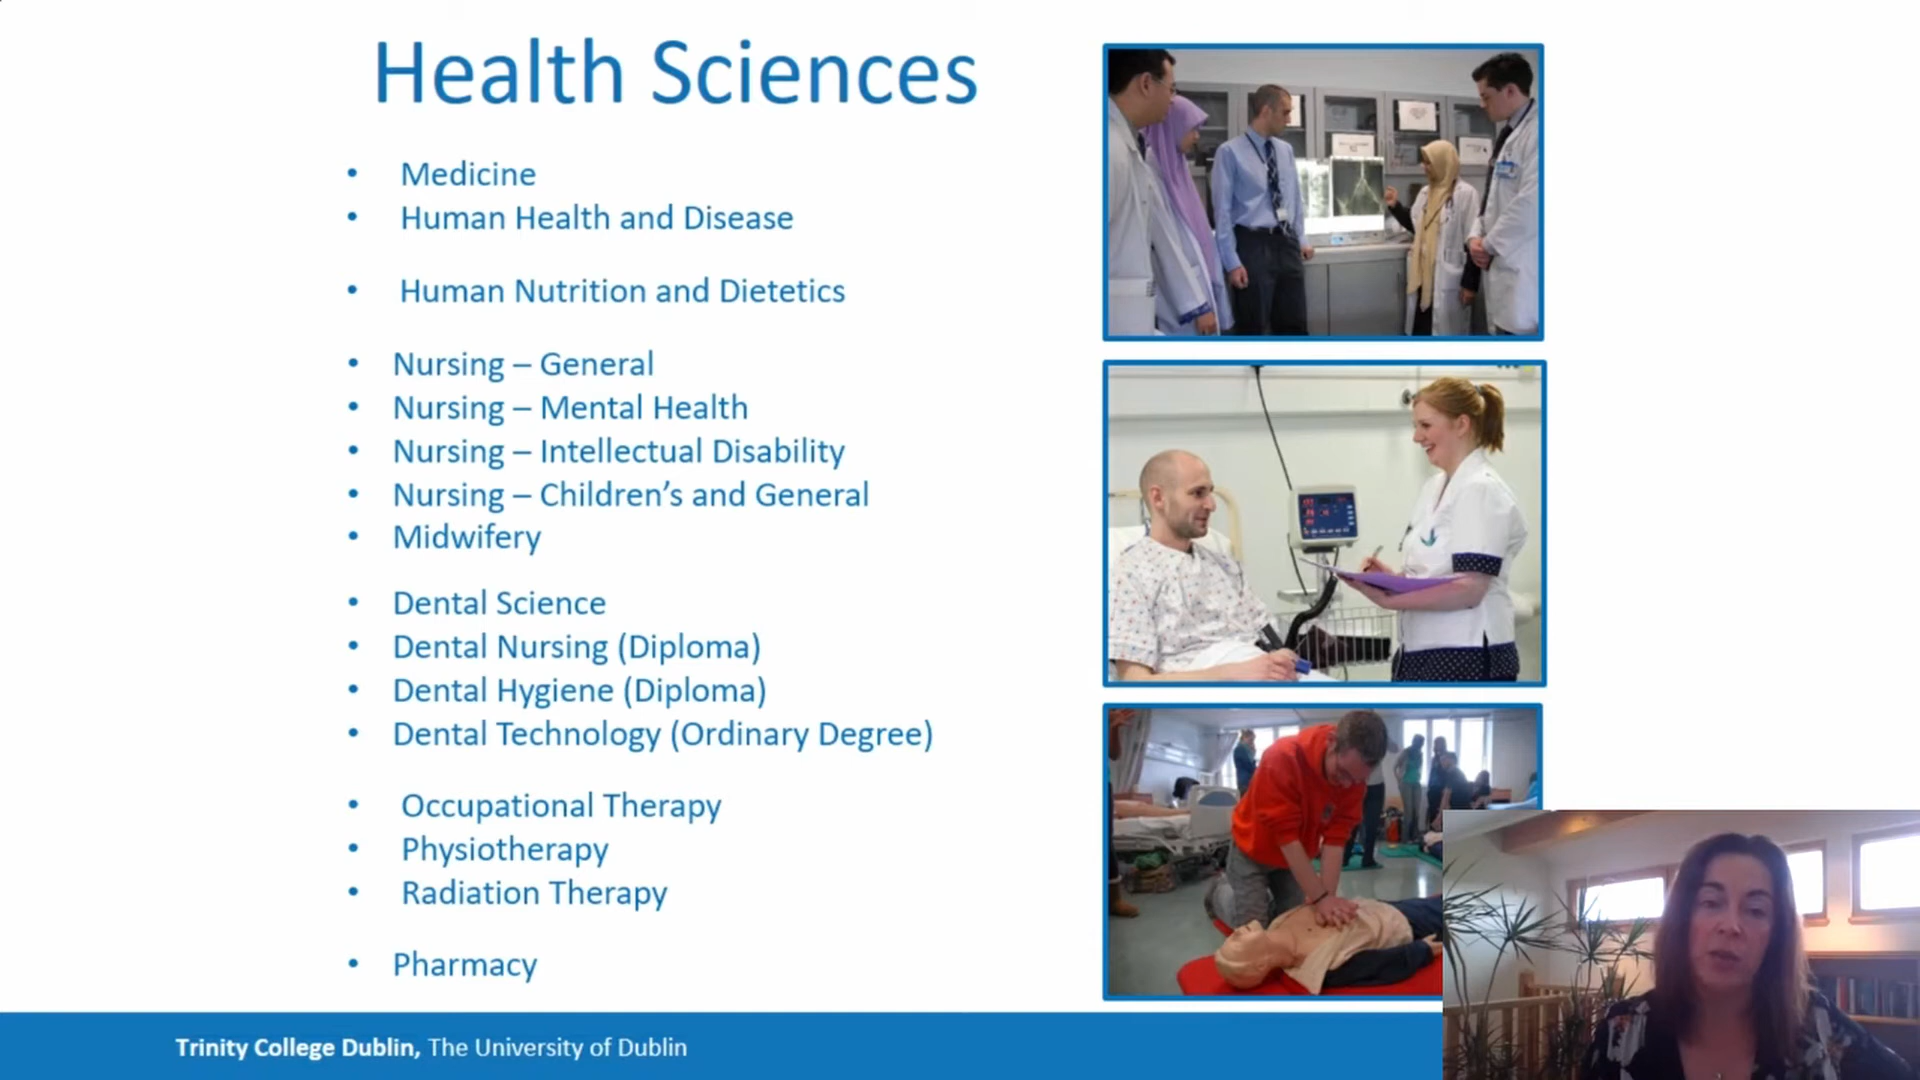 Health Sciences
• Medicine
• Human Health and Disease
• Human Nutrition and Dietetics
• Nursing – General
• Nursing – Mental Health
• Nursing – Intellectual Disability
• Nursing – Children’s and General
• Midwifery
• Dental Science
• Dental Nursing (Diploma)
• Dental Hygiene (Diploma)
• Dental Technology (Ordinary Degree)
• Occupational Therapy
• Physiotherapy
• Radiation Therapy
• Pharmacy
Trinity College Dublin, The University of Dublin